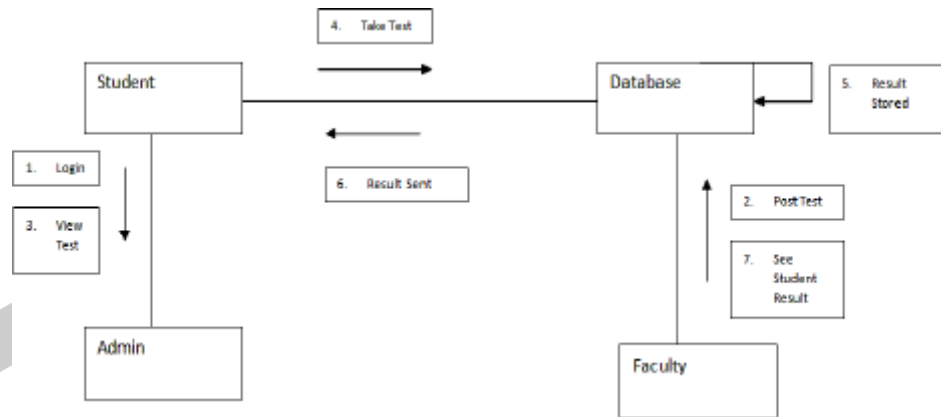 4. Take Test
Student
Database
5. Result
Stored
1. Login
6. Result Sent
3. View
Test
2. Post Test
7. See
Student
Result
Admin
Faculty